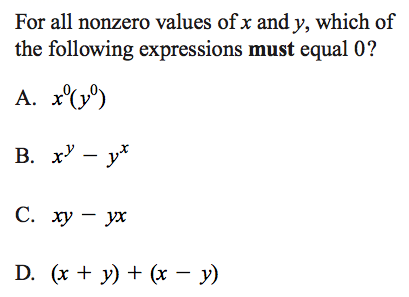 For all nonzero values of x and y, which of
the following expressions must equal 0?
A. x⁰(y⁰)
B. xʸ − yˣ
C. xy − yx
D. (x + y) + (x − y)